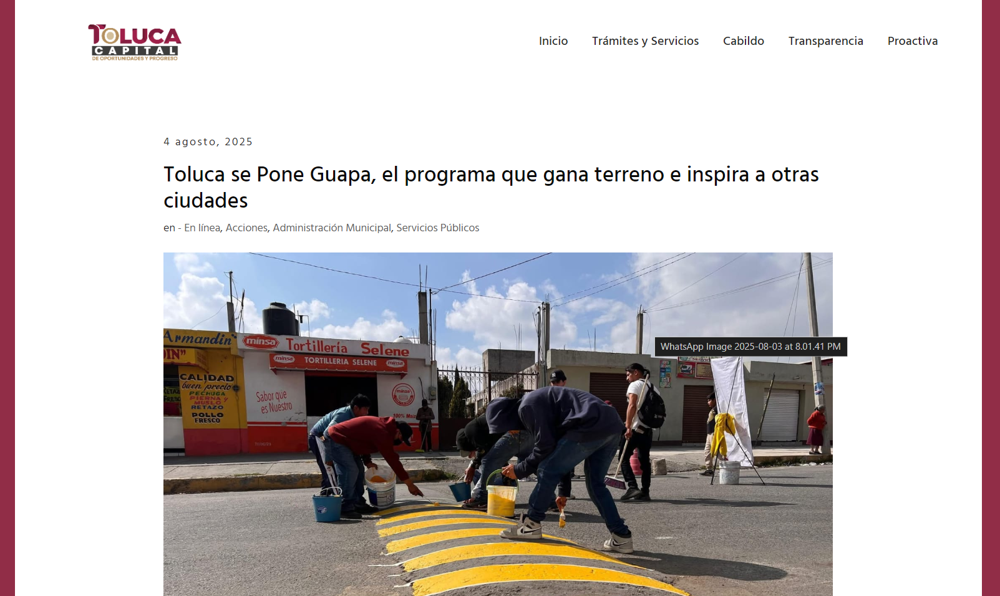 TOLUCA
CAPITAL
DE OPORTUNIDADES Y PROGRESO
Inicio
Trámites y Servicios
Cabildo
Transparencia
Proactiva
4 agosto, 2025
Toluca se Pone Guapa, el programa que gana terreno e inspira a otras
ciudades
en - En línea, Acciones, Administración Municipal, Servicios Públicos
WhatsApp Image 2025-08-03 at 8.01.41 PM
Armandin"
minsa Tortillería Selene
minsa TORTILLERIA SELENE minsa
DIN"
CALIDAD
buen precio
PECHUGA
PIERNA Y
MUSLO
RETAZO
POLLO
FRESCO
Sabor que
es Nuestro
minsa
100% Maíz